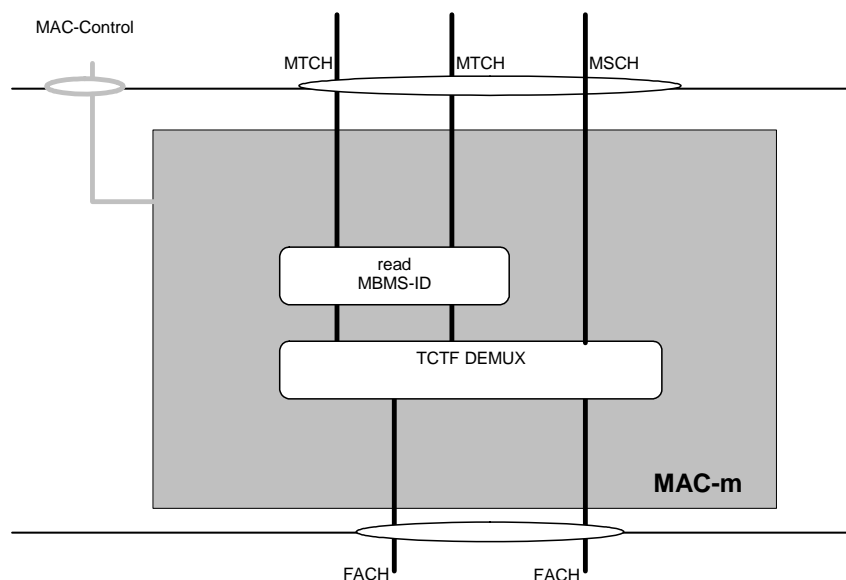 MAC-Control
MTCH
MTCH
MSCH
read
MBMS-ID
TCTF DEMUX
MAC-m
FACH
FACH